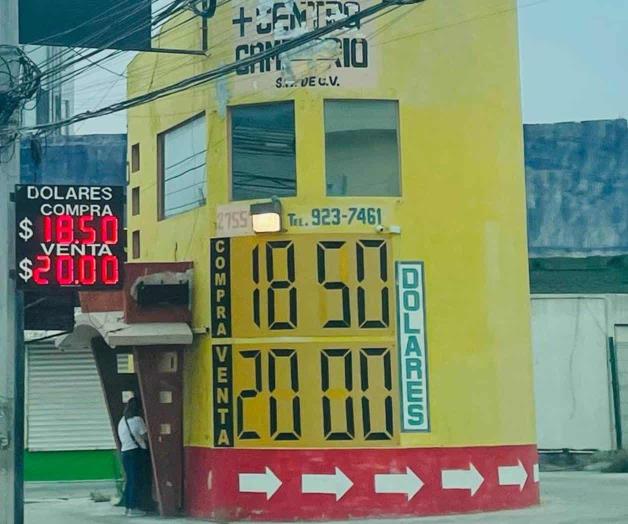 + CENTRO
CAMBIARIO
S.A. DE C.V.
2755
TEL. 923-7461
DOLARES
COMPRA
$18.50
VENTA
$20.00
COMPRA
18 50
VENTA
20 00
DOLARES